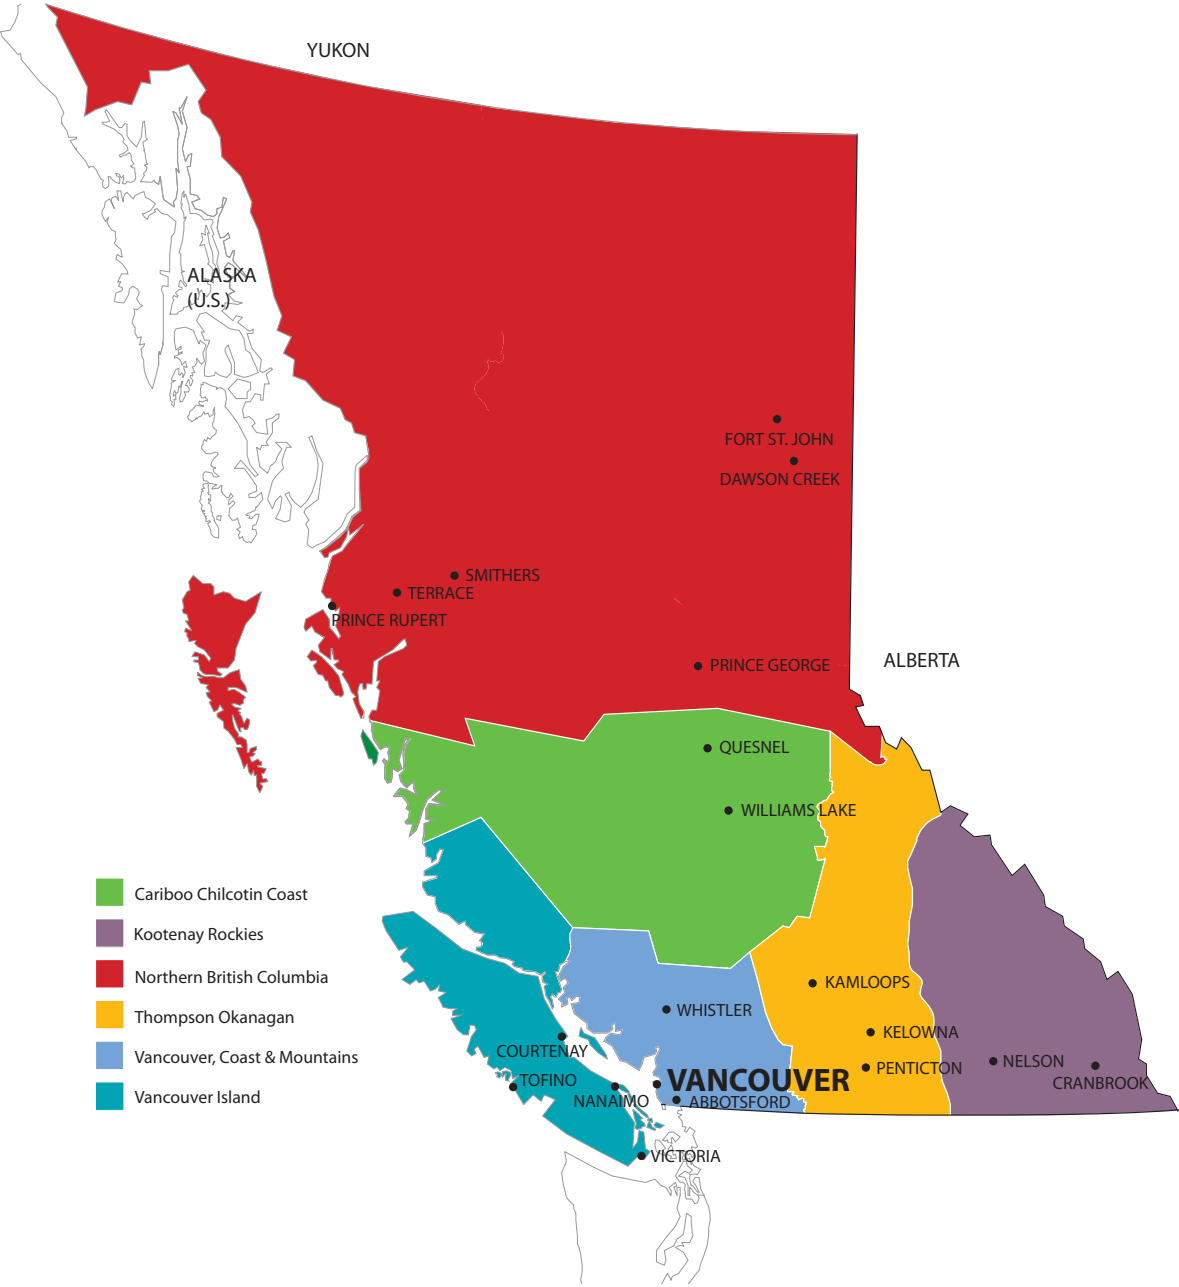 YUKON
ALASKA
(U.S.)
FORT ST. JOHN
DAWSON CREEK
SMITHERS
TERRACE
PRINCE RUPERT
PRINCE GEORGE
ALBERTA
QUESNEL
WILLIAMS LAKE
Cariboo Chilcotin Coast
Kootenay Rockies
Northern British Columbia
Thompson Okanagan
Vancouver, Coast & Mountains
Vancouver Island
KAMLOOPS
WHISTLER
KELOWNA
COURTENAY
NELSON
PENTICTON
TOFINO
VANCOUVER
CRANBROOK
NANAIMO
ABBOTSFORD
VICTORIA